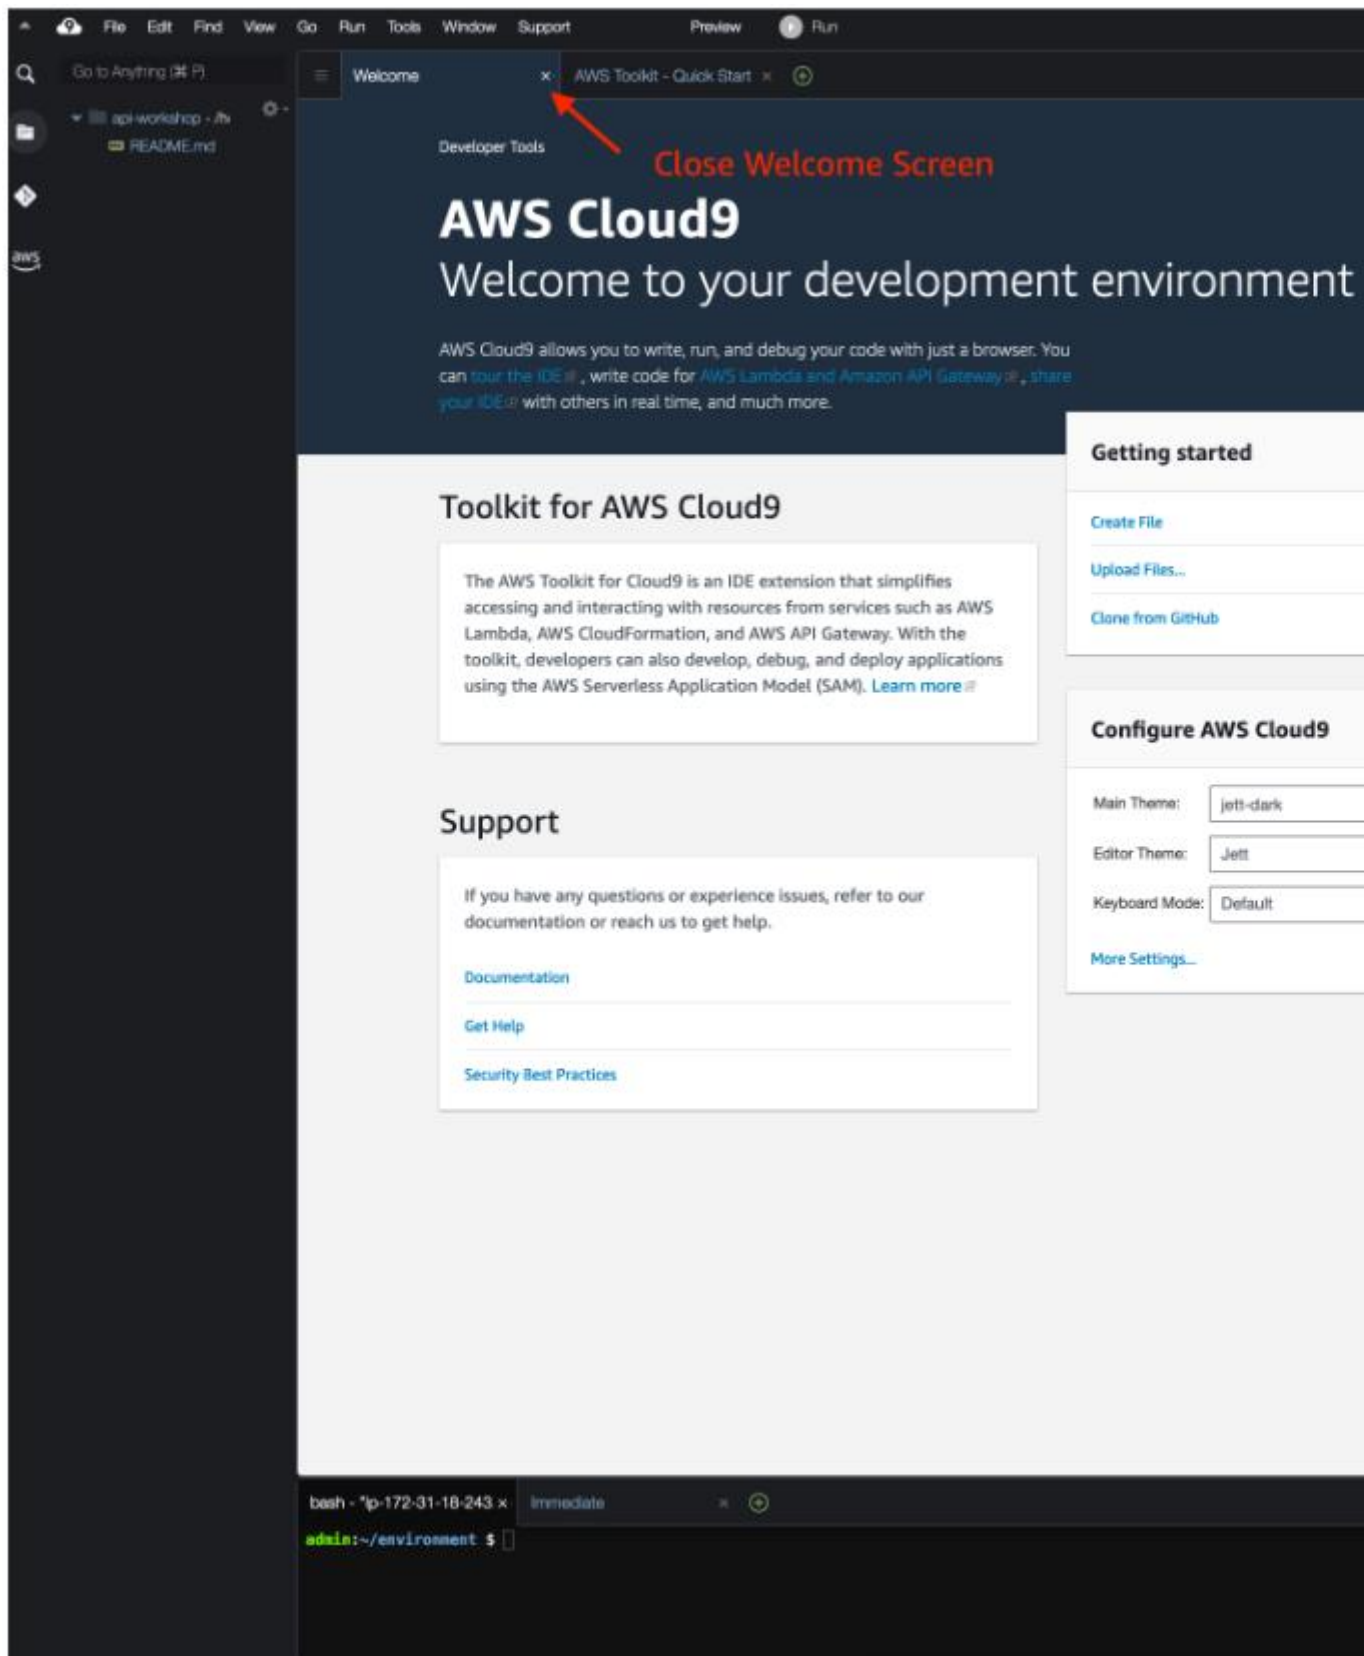 File Edit Find View Go Run Tools Window Support Preview Run
Go to Anything (⌘ P)
Welcome × AWS Toolkit - Quick Start ×
api-workshop - /h
README.md
aws
Close Welcome Screen
Developer Tools
AWS Cloud9
Welcome to your development environment
AWS Cloud9 allows you to write, run, and debug your code with just a browser. You
can tour the IDE , write code for AWS Lambda and Amazon API Gateway , share
your IDE with others in real time, and much more.
Toolkit for AWS Cloud9
The AWS Toolkit for Cloud9 is an IDE extension that simplifies
accessing and interacting with resources from services such as AWS
Lambda, AWS CloudFormation, and AWS API Gateway. With the
toolkit, developers can also develop, debug, and deploy applications
using the AWS Serverless Application Model (SAM). Learn more
Support
If you have any questions or experience issues, refer to our
documentation or reach us to get help.
Documentation
Get Help
Security Best Practices
Getting started
Create File
Upload Files...
Clone from GitHub
Configure AWS Cloud9
Main Theme: jett-dark
Editor Theme: Jett
Keyboard Mode: Default
More Settings...
bash - "ip-172-31-18-243 × Immediate ×
admin:~/environment $